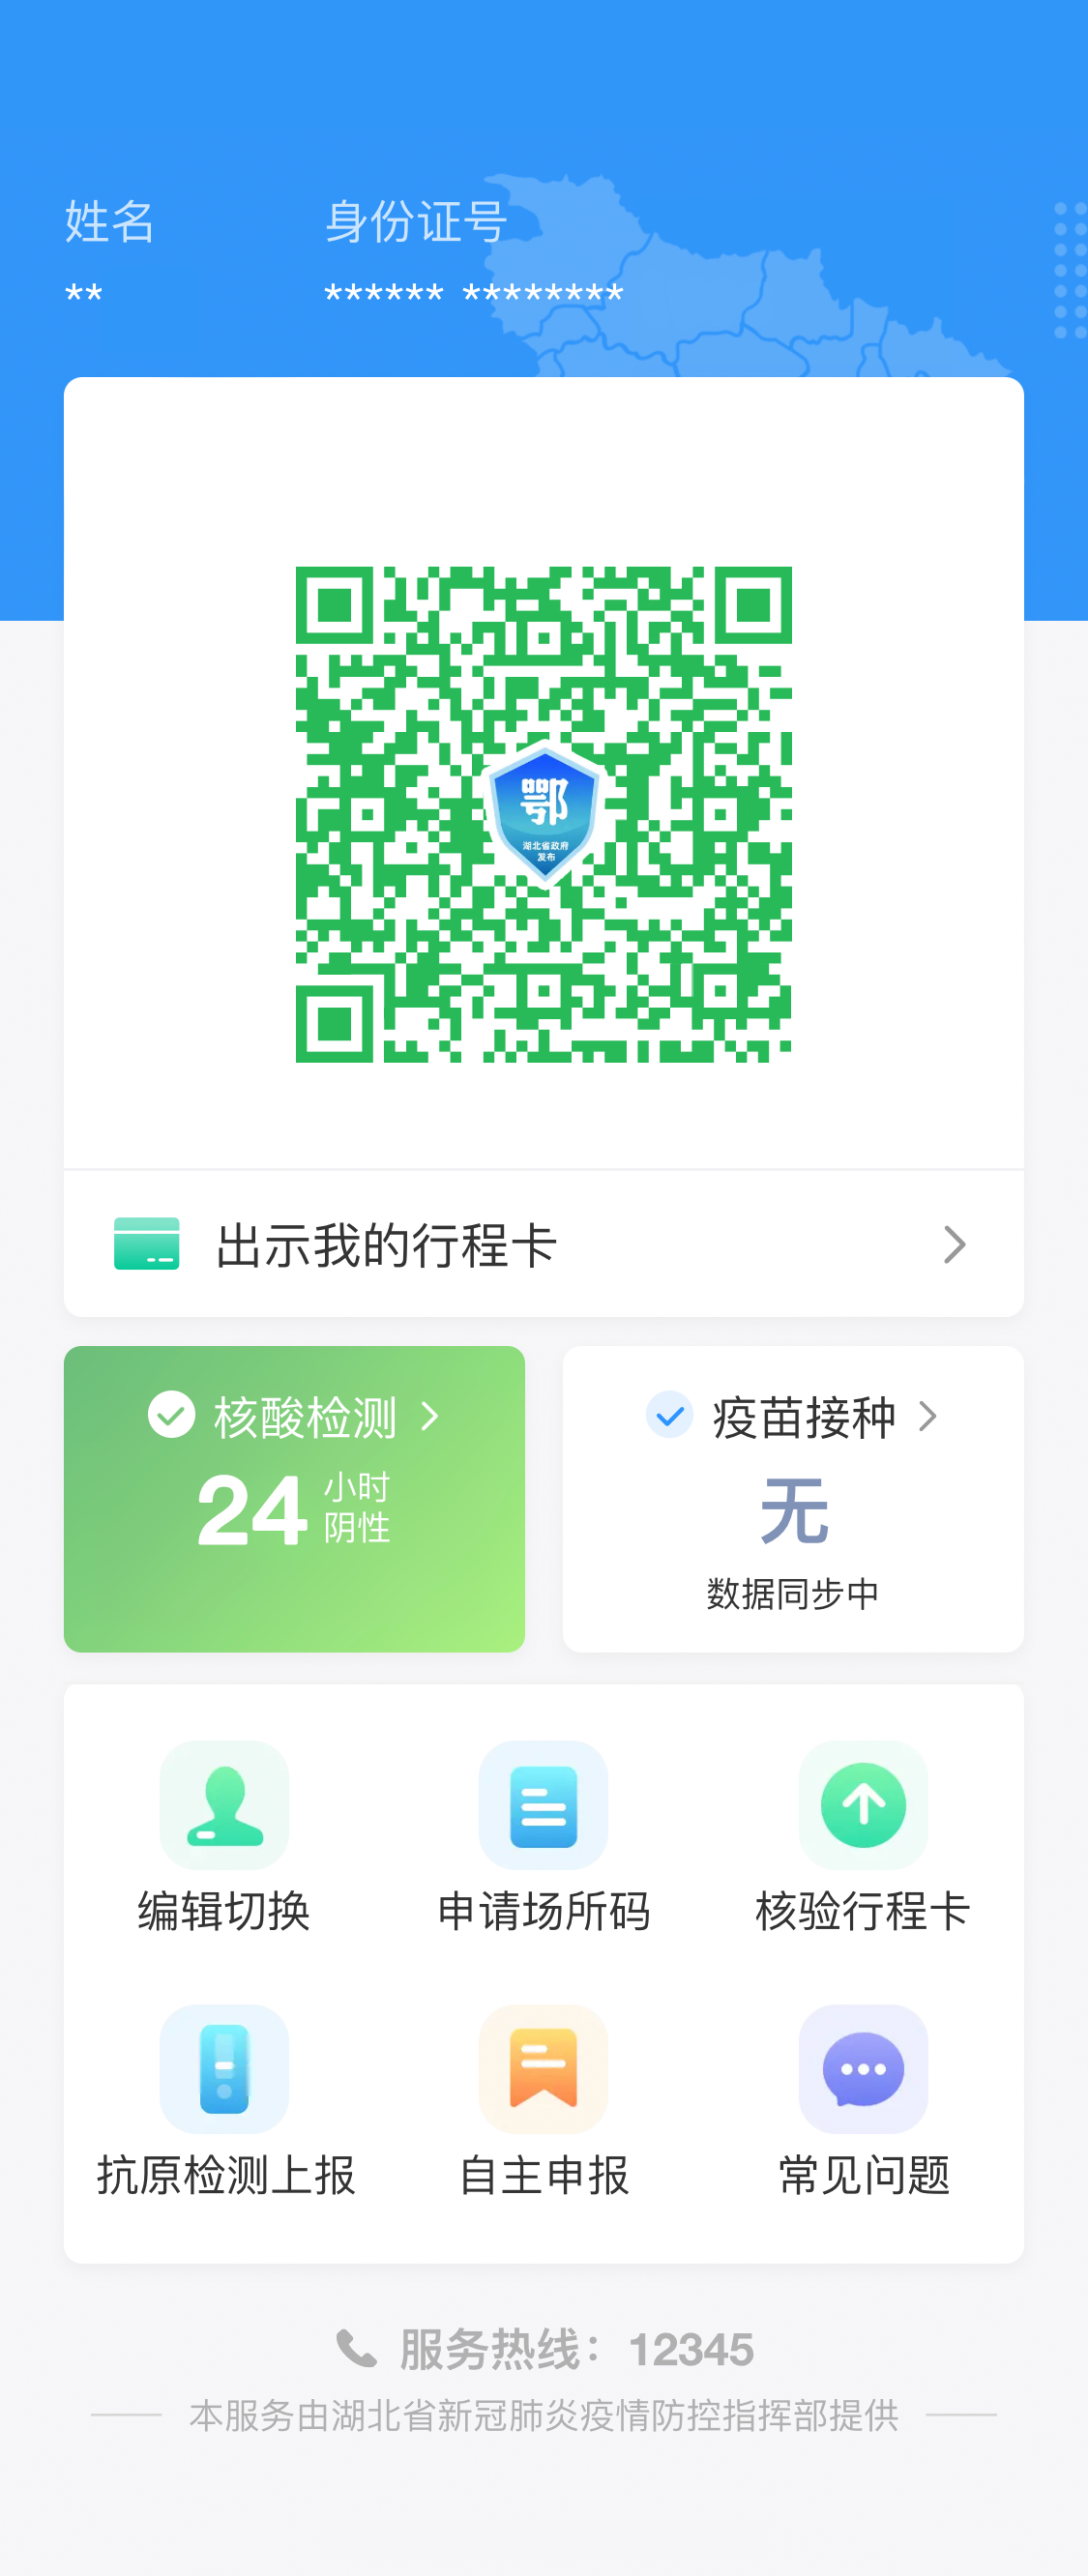 姓名 身份证号
** ****** ********
鄂
湖北省政府
发布
出示我的行程卡
核酸检测
24 小时
阴性
疫苗接种
无
数据同步中
编辑切换 申请场所码 核验行程卡
抗原检测上报 自主申报 常见问题
服务热线：12345
本服务由湖北省新冠肺炎疫情防控指挥部提供